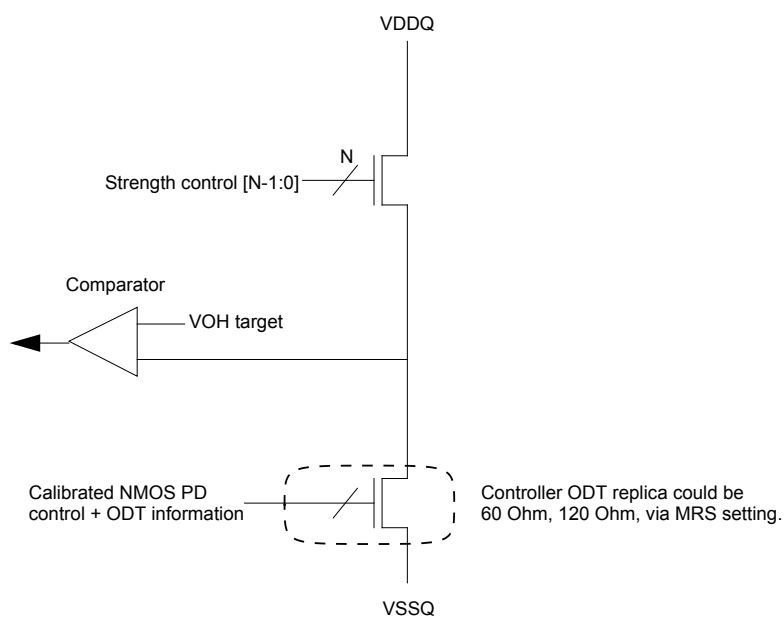 VDDQ
N
Strength control [N-1:0]
Comparator
VOH target
Calibrated NMOS PD
control + ODT information
Controller ODT replica could be
60 Ohm, 120 Ohm, via MRS setting.
VSSQ